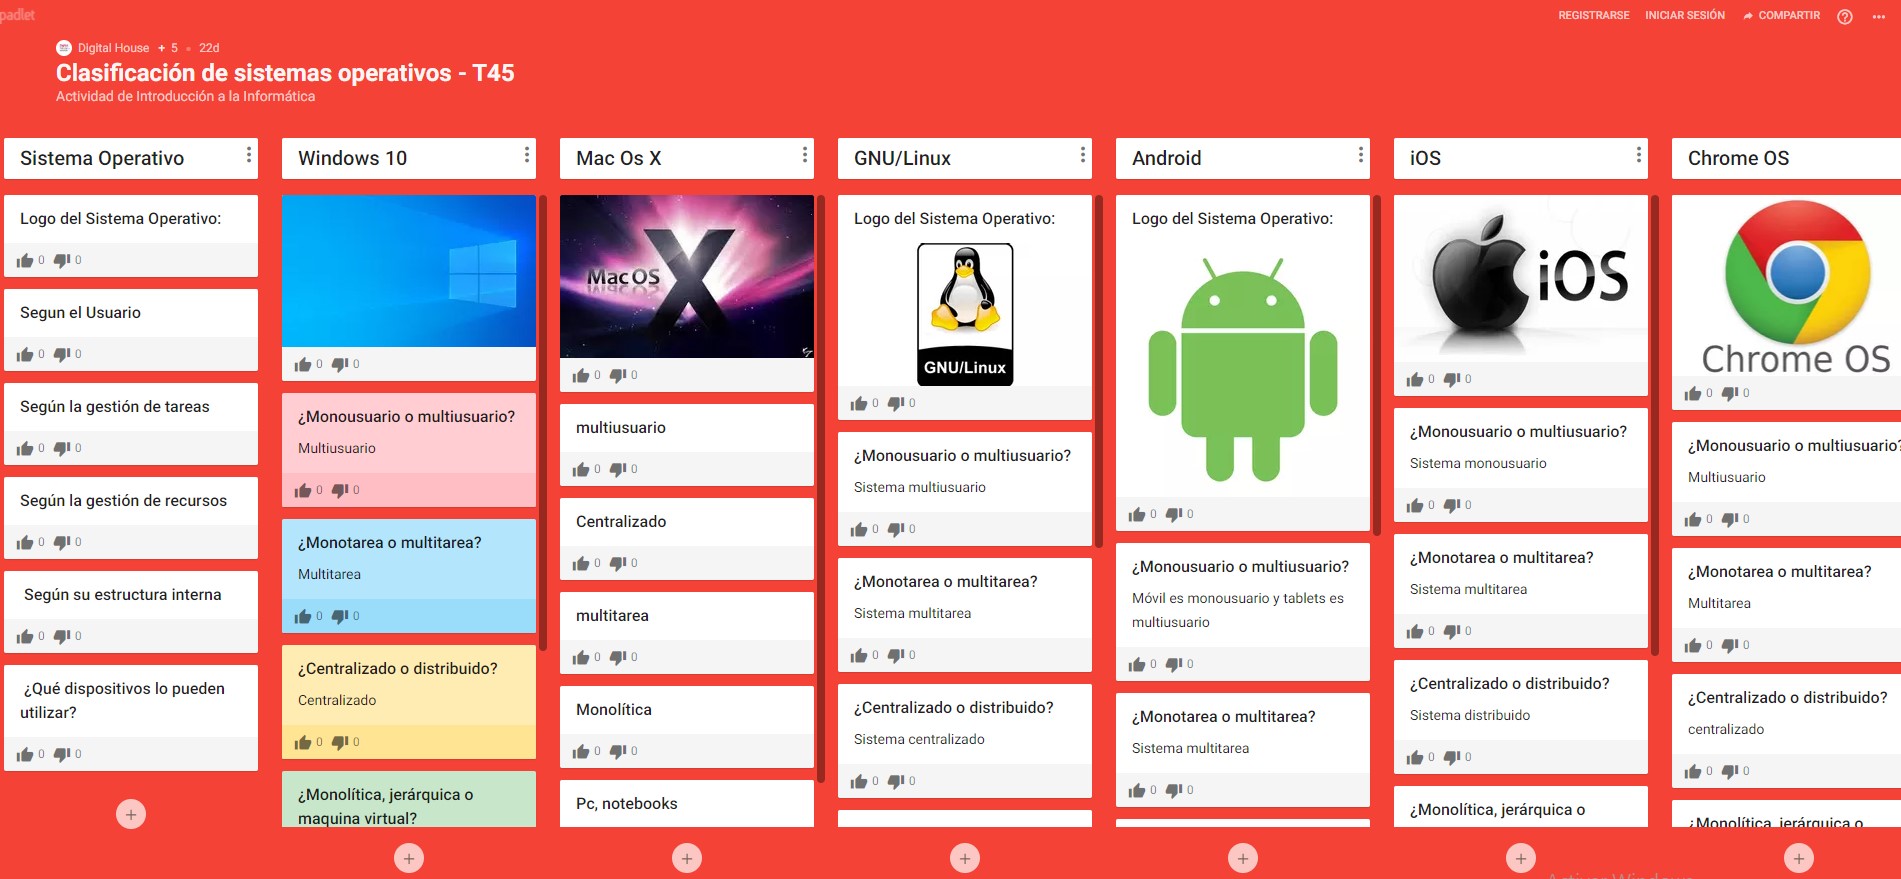 padlet
REGISTRARSE INICIAR SESIÓN COMPARTIR
Digital House + 5 • 22d
Clasificación de sistemas operativos - T45
Actividad de Introducción a la Informática
Sistema Operativo
Logo del Sistema Operativo:
0 0
Segun el Usuario
0 0
Según la gestión de tareas
0 0
Según la gestión de recursos
0 0
Según su estructura interna
0 0
¿Qué dispositivos lo pueden
utilizar?
0 0
Windows 10
0 0
¿Monousuario o multiusuario?
Multiusuario
0 0
¿Monotarea o multitarea?
Multitarea
0 0
¿Centralizado o distribuido?
Centralizado
0 0
¿Monolítica, jerárquica o
maquina virtual?
Mac Os X
Mac OS X
0 0
multiusuario
0 0
Centralizado
0 0
multitarea
0 0
Monolítica
0 0
Pc, notebooks
GNU/Linux
Logo del Sistema Operativo:
GNU/Linux
0 0
¿Monousuario o multiusuario?
Sistema multiusuario
0 0
¿Monotarea o multitarea?
Sistema multitarea
0 0
¿Centralizado o distribuido?
Sistema centralizado
0 0
Android
Logo del Sistema Operativo:
0 0
¿Monousuario o multiusuario?
Móvil es monousuario y tablets es
multiusuario
0 0
¿Monotarea o multitarea?
Sistema multitarea
0 0
iOS
iOS
0 0
¿Monousuario o multiusuario?
Sistema monousuario
0 0
¿Monotarea o multitarea?
Sistema multitarea
0 0
¿Centralizado o distribuido?
Sistema distribuido
0 0
¿Monolítica, jerárquica o
Chrome OS
Chrome OS
0 0
¿Monousuario o multiusuario?
Multiusuario
0 0
¿Monotarea o multitarea?
Multitarea
0 0
¿Centralizado o distribuido?
centralizado
0 0
¿Monolítica, jerárquica o
Activar Windows